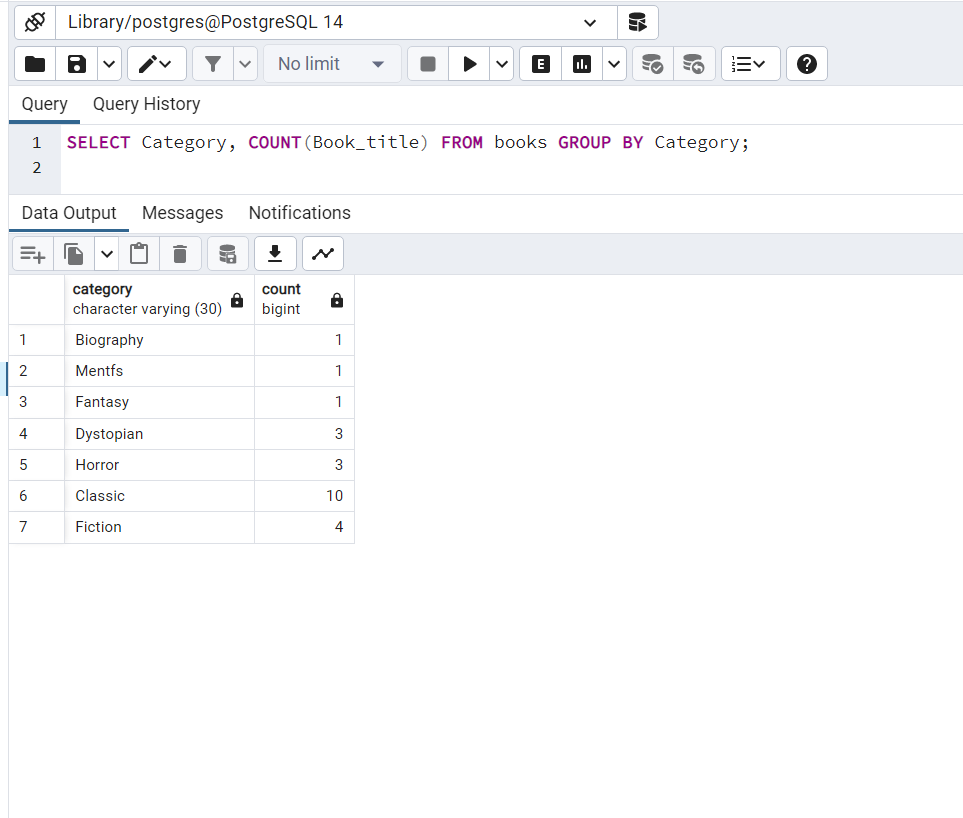 Library/postgres@PostgreSQL 14
No limit
E
Query Query History
1 SELECT Category, COUNT(Book_title) FROM books GROUP BY Category;
2
Data Output Messages Notifications
category count
character varying (30) bigint
1 Biography 1
2 Mentfs 1
3 Fantasy 1
4 Dystopian 3
5 Horror 3
6 Classic 10
7 Fiction 4